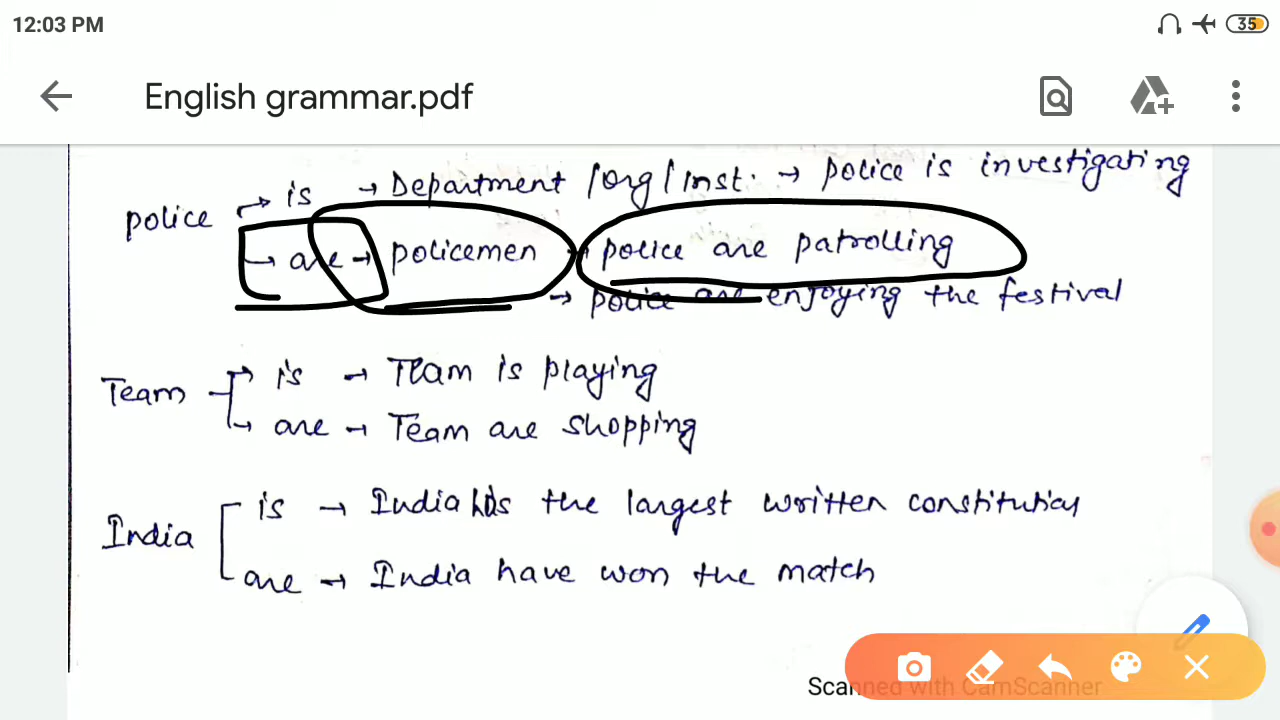 12:03 PM 35
English grammar.pdf
police → is → Department /org/inst. → police is investigating
→ are → policemen → police are patrolling
→ police are enjoying the festival
Team → is → Team is playing
→ are → Team are shopping
India is → India has the largest written constitution
are → India have won the match
Scanned with CamScanner